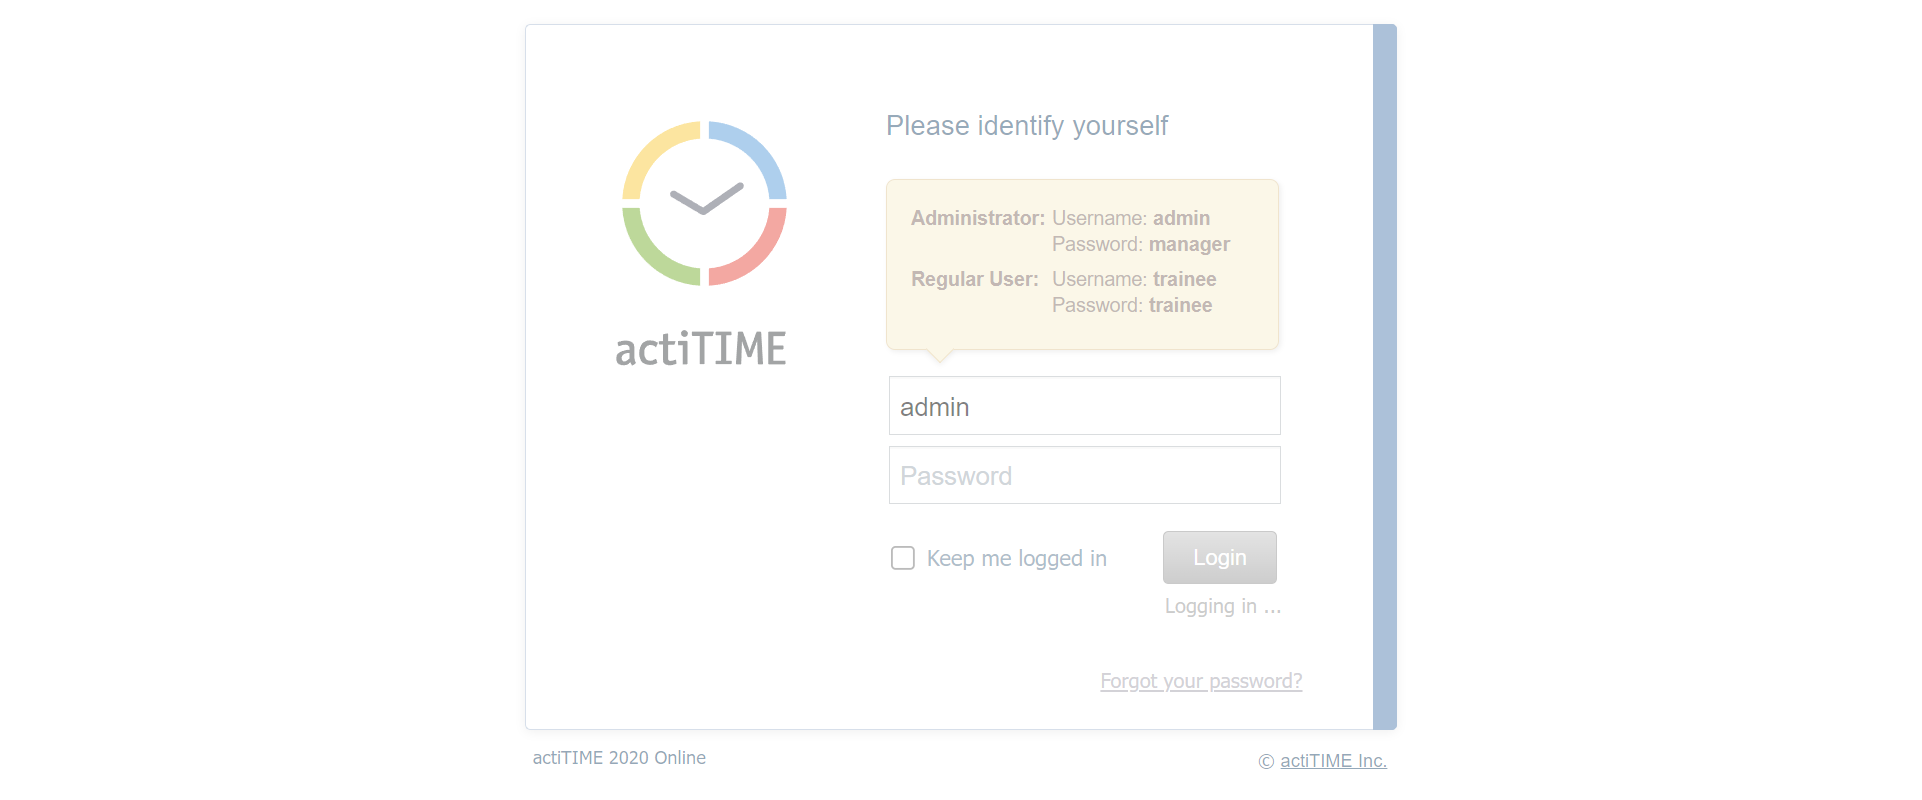 Please identify yourself
Administrator: Username: admin
Password: manager
Regular User: Username: trainee
Password: trainee
actiTIME
admin
Password
Keep me logged in
Login
Logging in ...
Forgot your password?
actiTIME 2020 Online
© actiTIME Inc.